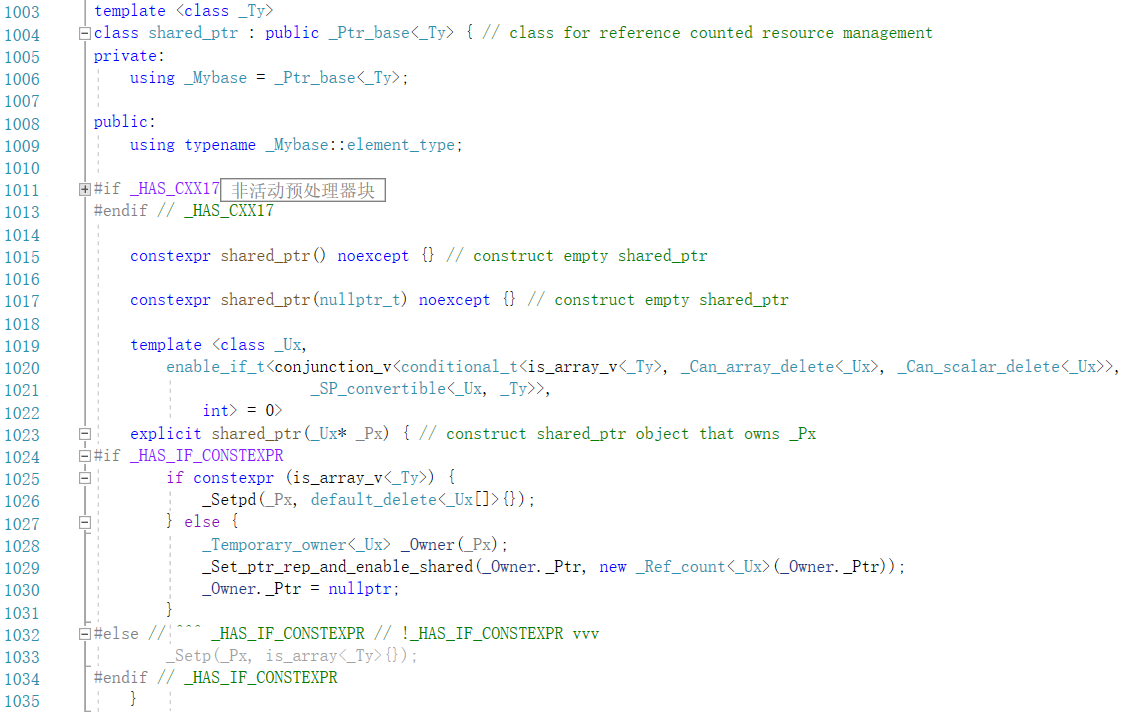 1003 template <class _Ty>
1004 class shared_ptr : public _Ptr_base<_Ty> { // class for reference counted resource management
1005 private:
1006     using _Mybase = _Ptr_base<_Ty>;
1007
1008 public:
1009     using typename _Mybase::element_type;
1010
1011 #if _HAS_CXX17 非活动预处理器块
1013 #endif // _HAS_CXX17
1014
1015     constexpr shared_ptr() noexcept {} // construct empty shared_ptr
1016
1017     constexpr shared_ptr(nullptr_t) noexcept {} // construct empty shared_ptr
1018
1019     template <class _Ux,
1020         enable_if_t<conjunction_v<conditional_t<is_array_v<_Ty>, _Can_array_delete<_Ux>, _Can_scalar_delete<_Ux>>,
1021                         _SP_convertible<_Ux, _Ty>>,
1022             int> = 0>
1023     explicit shared_ptr(_Ux* _Px) { // construct shared_ptr object that owns _Px
1024 #if _HAS_IF_CONSTEXPR
1025         if constexpr (is_array_v<_Ty>) {
1026             _Setpd(_Px, default_delete<_Ux[]>{});
1027         } else {
1028             _Temporary_owner<_Ux> _Owner(_Px);
1029             _Set_ptr_rep_and_enable_shared(_Owner._Ptr, new _Ref_count<_Ux>(_Owner._Ptr));
1030             _Owner._Ptr = nullptr;
1031         }
1032 #else // ^^^ _HAS_IF_CONSTEXPR // !_HAS_IF_CONSTEXPR vvv
1033         _Setp(_Px, is_array<_Ty>{});
1034 #endif // _HAS_IF_CONSTEXPR
1035     }